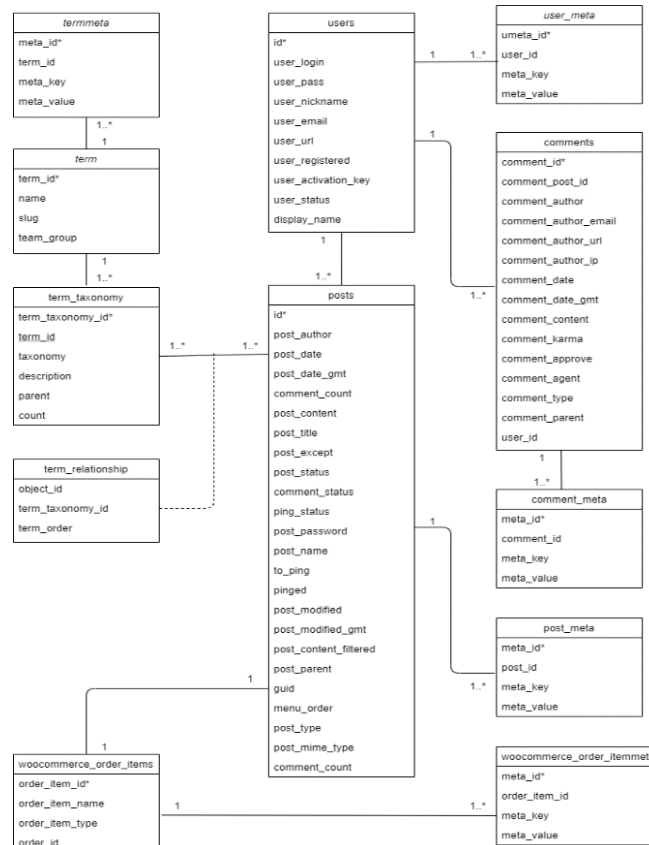 termmeta
meta_id*
term_id
meta_key
meta_value
1..*
1
term
term_id*
name
slug
team_group
1
1..*
term_taxonomy
term_taxonomy_id*
term_id
taxonomy
description
parent
count
1..*
1..*
term_relationship
object_id
term_taxonomy_id
term_order
users
id*
user_login
user_pass
user_nickname
user_email
user_url
user_registered
user_activation_key
user_status
display_name
1
1..*
1
1..*
1
1..*
posts
id*
post_author
post_date
post_date_gmt
comment_count
post_content
post_title
post_except
post_status
comment_status
ping_status
post_password
post_name
to_ping
pinged
post_modified
post_modified_gmt
post_content_filtered
post_parent
guid
menu_order
post_type
post_mime_type
comment_count
1
1..*
1
1
user_meta
umeta_id*
user_id
meta_key
meta_value
comments
comment_id*
comment_post_id
comment_author
comment_author_email
comment_author_url
comment_author_ip
comment_date
comment_date_gmt
comment_content
comment_karma
comment_approve
comment_agent
comment_type
comment_parent
user_id
1
1..*
comment_meta
meta_id*
comment_id
meta_key
meta_value
post_meta
meta_id*
post_id
meta_key
meta_value
woocommerce_order_items
order_item_id*
order_item_name
order_item_type
order_id
1
1..*
woocommerce_order_itemmet
meta_id*
order_item_id
meta_key
meta_value